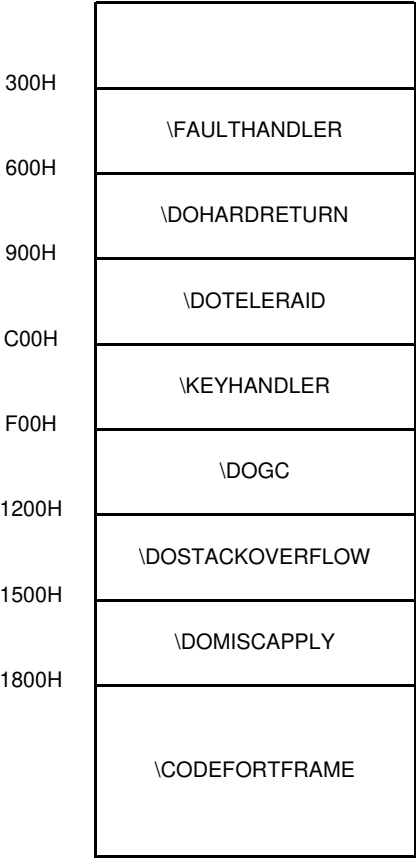 300H
\FAULTHANDLER
600H
\DOHARDRETURN
900H
\DOTELERAID
C00H
\KEYHANDLER
F00H
\DOGC
1200H
\DOSTACKOVERFLOW
1500H
\DOMISCAPPLY
1800H
\CODEFORTFRAME